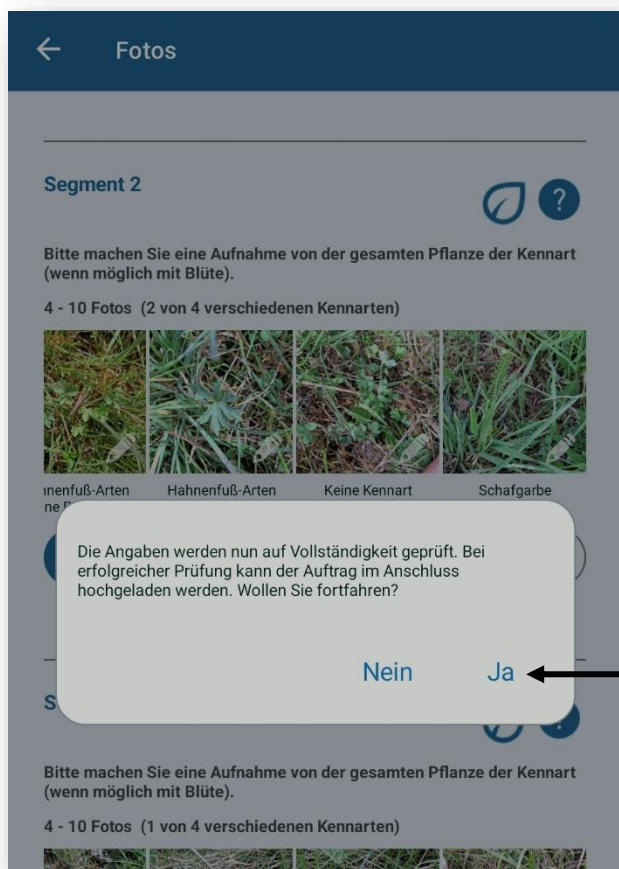 Fotos
Segment 2
?
Bitte machen Sie eine Aufnahme von der gesamten Pflanze der Kennart
(wenn möglich mit Blüte).
4 - 10 Fotos (2 von 4 verschiedenen Kennarten)
Hahnenfuß-Arten
Keine Kennart
Schafgarbe
Die Angaben werden nun auf Vollständigkeit geprüft. Bei
erfolgreicher Prüfung kann der Auftrag im Anschluss
hochgeladen werden. Wollen Sie fortfahren?
Nein
Ja
S
Bitte machen Sie eine Aufnahme von der gesamten Pflanze der Kennart
(wenn möglich mit Blüte).
4 - 10 Fotos (1 von 4 verschiedenen Kennarten)